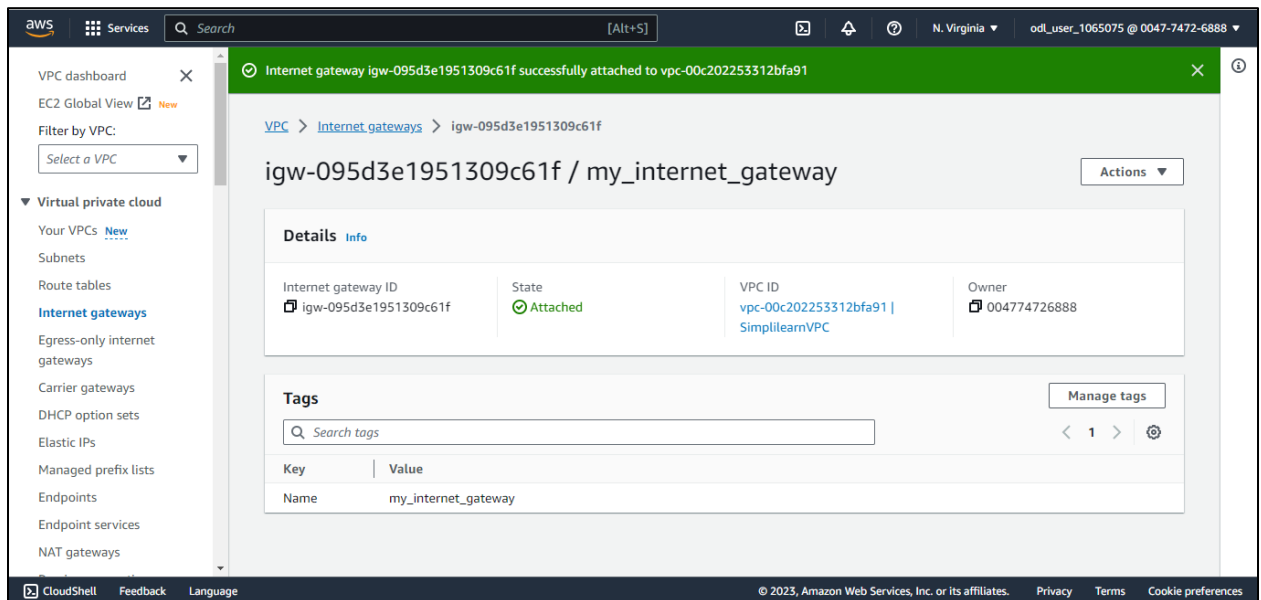 aws
Services
Search
[Alt+S]
N. Virginia ▼
odl_user_1065075 @ 0047-7472-6888 ▼
VPC dashboard
EC2 Global View New
Filter by VPC:
Select a VPC
Virtual private cloud
Your VPCs New
Subnets
Route tables
Internet gateways
Egress-only internet
gateways
Carrier gateways
DHCP option sets
Elastic IPs
Managed prefix lists
Endpoints
Endpoint services
NAT gateways
Internet gateway igw-095d3e1951309c61f successfully attached to vpc-00c202253312bfa91
VPC > Internet gateways > igw-095d3e1951309c61f
igw-095d3e1951309c61f / my_internet_gateway
Actions ▼
Details Info
Internet gateway ID
igw-095d3e1951309c61f
State
Attached
VPC ID
vpc-00c202253312bfa91 |
SimplilearnVPC
Owner
004774726888
Tags
Manage tags
Search tags
< 1 >
Key Value
Name my_internet_gateway
CloudShell Feedback Language
© 2023, Amazon Web Services, Inc. or its affiliates. Privacy Terms Cookie preferences